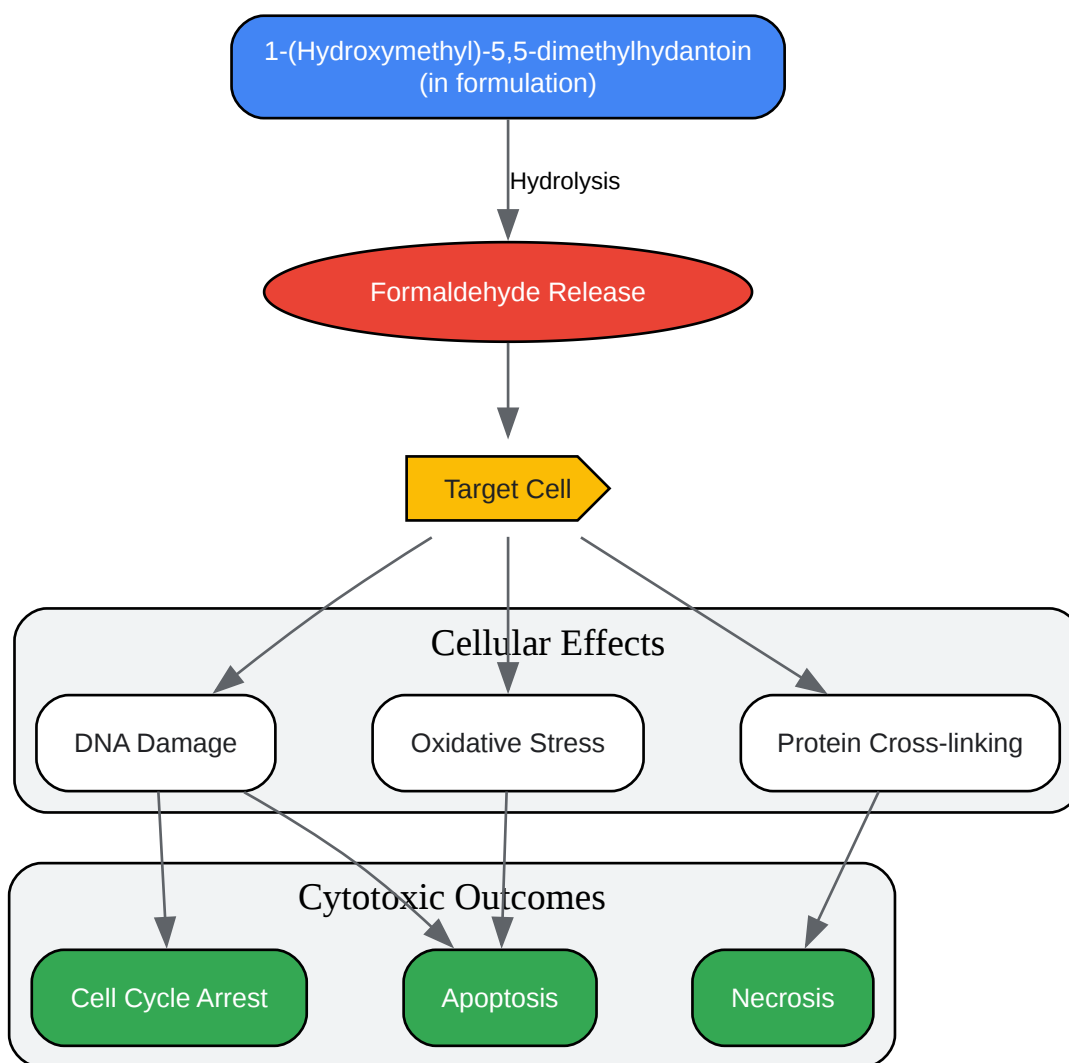 1-(Hydroxymethyl)-5,5-dimethylhydantoin
(in formulation)
Hydrolysis
Formaldehyde Release
Target Cell
Cellular Effects
DNA Damage
Oxidative Stress
Protein Cross-linking
Cytotoxic Outcomes
Cell Cycle Arrest
Apoptosis
Necrosis